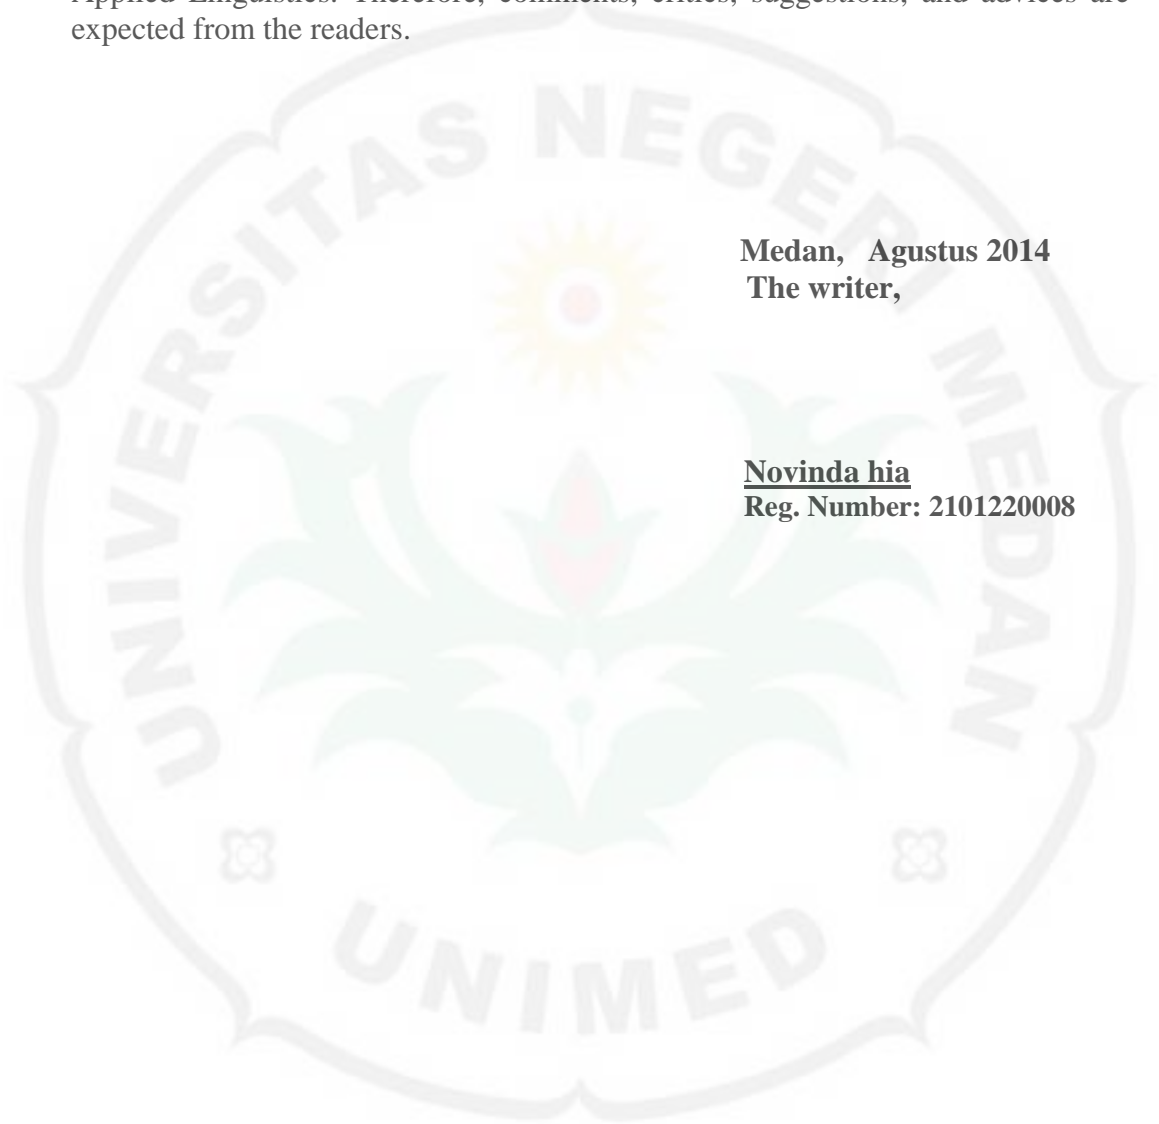 Applied Linguistics. Therefore, comments, critics, suggestions, and advices are
expected from the readers.
UNIVERSITAS NEGERI MEDAN
Medan, Agustus 2014
The writer,
Novinda hia
Reg. Number: 2101220008
UNIMED